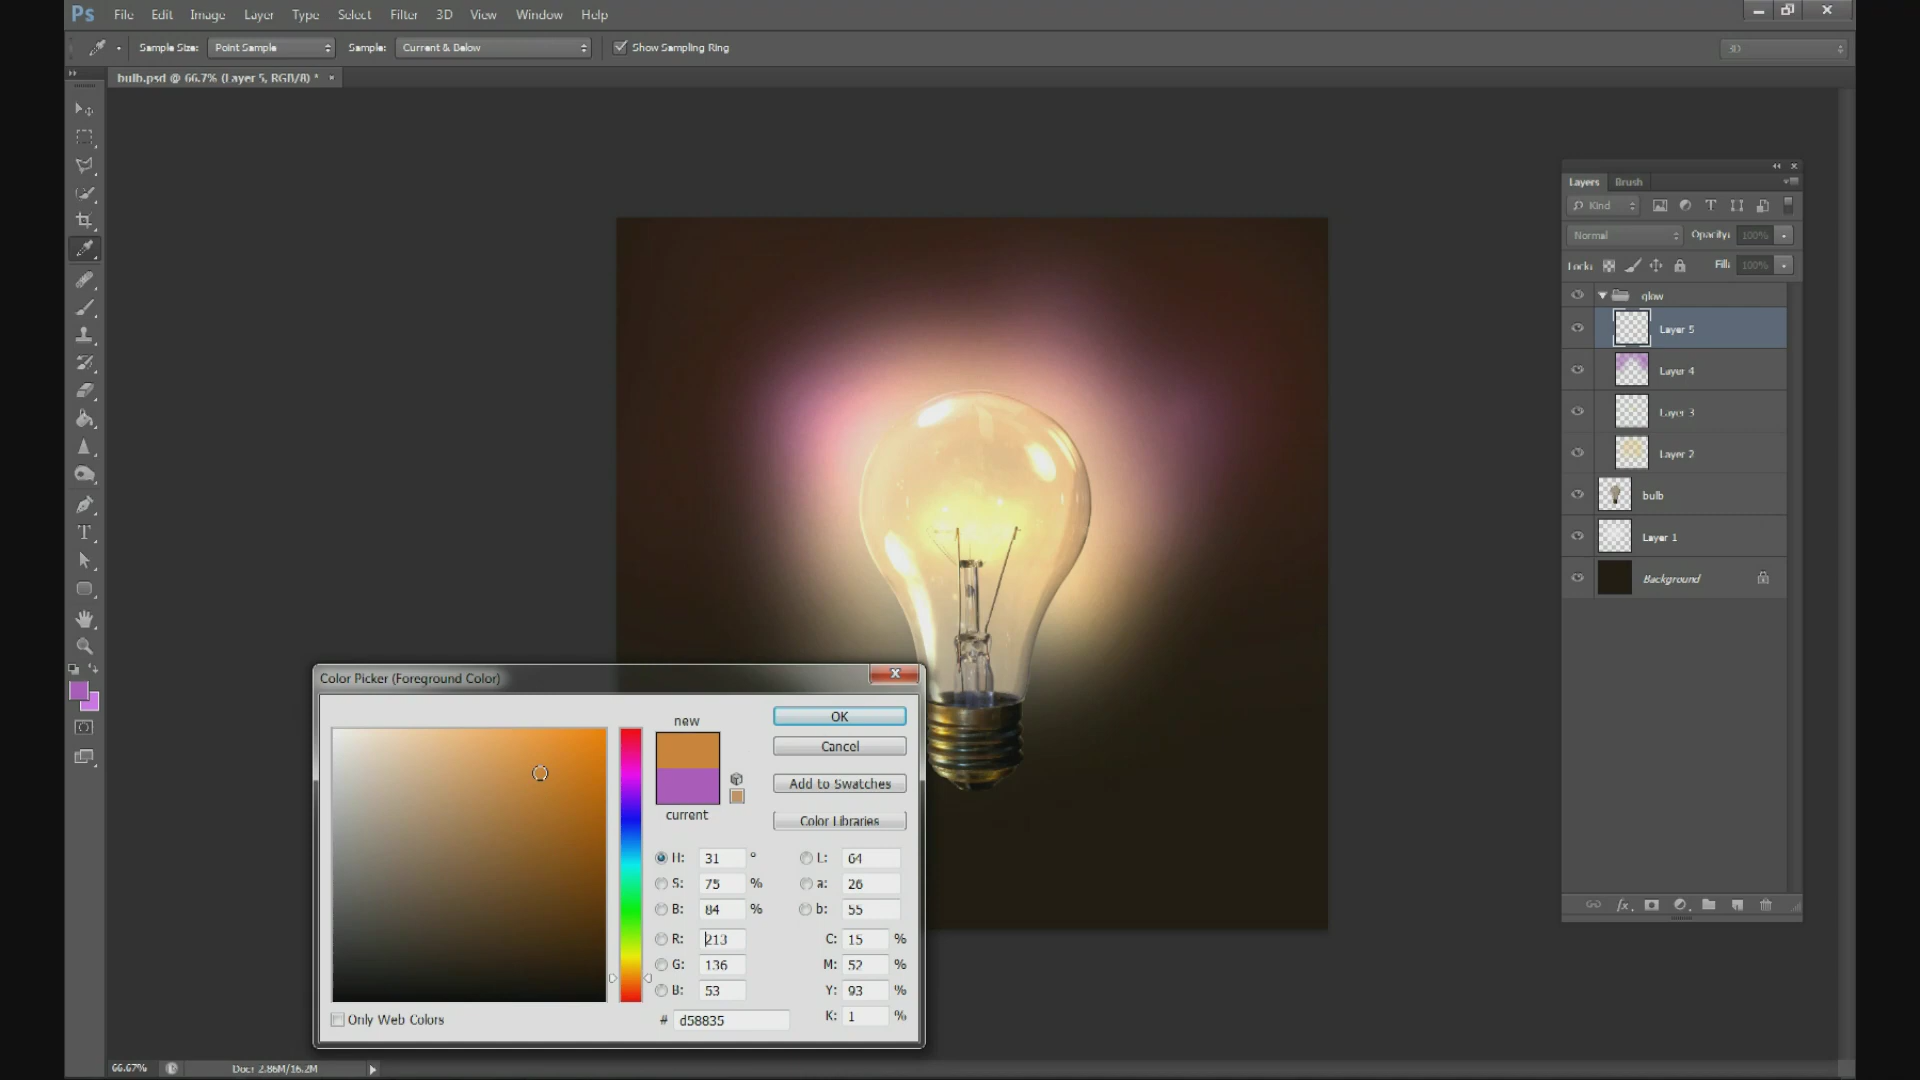 Ps File Edit Image Layer Type Select Filter 3D View Window Help
Sample Size: Point Sample Sample: Current & Below Show Sampling Ring 3D
bulb.psd @ 66.7% (Layer 5, RGB/8) * ×
Layers Brush
Kind
Normal Opacity: 100%
Lock: Fill: 100%
glow
Layer 5
Layer 4
Layer 3
Layer 2
bulb
Layer 1
Background
Color Picker (Foreground Color)
new
OK
Cancel
Add to Swatches
current
Color Libraries
H: 31 ° L: 64
S: 75 % a: 26
B: 84 % b: 55
R: 213 C: 15 %
G: 136 M: 52 %
B: 53 Y: 93 %
# d58835 K: 1 %
Only Web Colors
66.67% Doc: 2.86M/16.2M